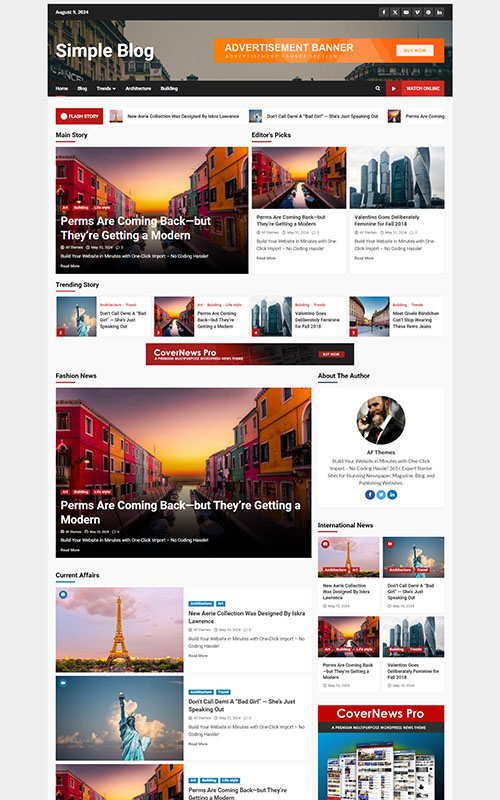 August 9, 2024
Simple Blog
ADVERTISEMENT BANNER
ADVERTISEMENT BANNER SECTION
BUY NOW
Home Blog Trends Architecture Building
WATCH ONLINE
FLASH STORY
New Aerie Collection Was Designed By Iskra Lawrence
Don't Call Demi A "Bad Girl" — She's Just Speaking Out
Perms Are Coming
Main Story
Editor's Picks
Art Building Life style
Perms Are Coming Back—but
They're Getting a Modern
AF themes May 10, 2024 0
Build Your Website in Minutes with One-Click Import – No Coding Hassle!
Read More
Perms Are Coming Back—but
They're Getting a Modern
AF themes May 10, 2024 0
Build Your Website in Minutes with One-
Click Import – No Coding Hassle!
Read More
Valentino Goes Deliberately
Feminine for Fall 2018
AF themes May 10, 2024 0
Build Your Website in Minutes with One-
Click Import – No Coding Hassle!
Read More
Trending Story
2
Architecture Travel
Don't Call Demi A "Bad
Girl" — She's Just
Speaking Out
3
Art Building Life style
Perms Are Coming
Back—but They're
Getting a Modern
4
Building Trends
Valentino Goes
Deliberately Feminine
for Fall 2018
5
Building Trends
Meet Gisele Bündchen
Can't Stop Wearing
These Retro Jeans
CoverNews Pro
A PREMIUM MULTIPURPOSE WORDPRESS NEWS THEME
BUY NOW
Fashion News
Art Building Life style
Perms Are Coming Back—but They're Getting a
Modern
AF themes May 10, 2024 0
Build Your Website in Minutes with One-Click Import – No Coding Hassle!
Read More
About The Author
AF Themes
Build Your Website in Minutes with One-Click
Import – No Coding Hassle! 365+ Expert Starter
Sites for Stunning Newspaper, Magazine, Blog, and
Publishing Websites.
International News
New Aerie Collection Was
Designed By Iskra
Lawrence
May 10, 2024
Architecture Travel
Don't Call Demi A "Bad
Girl" — She's Just
Speaking Out
May 10, 2024
Art Building Life style
Perms Are Coming Back
—but They're Getting a
Modern
May 10, 2024
Building Trends
Valentino Goes
Deliberately Feminine for
Fall 2018
May 10, 2024
Current Affairs
Architecture Art
New Aerie Collection Was Designed By Iskra
Lawrence
AF themes May 10, 2024 0
Build Your Website in Minutes with One-Click Import – No
Coding Hassle!
Read More
Architecture Travel
Don't Call Demi A "Bad Girl" — She's Just
Speaking Out
AF themes May 10, 2024 0
Build Your Website in Minutes with One-Click Import – No
Coding Hassle!
Read More
Art Building Life style
Perms Are Coming Back—but They're Getting a
CoverNews Pro
A PREMIUM MULTIPURPOSE WORDPRESS NEWS THEME